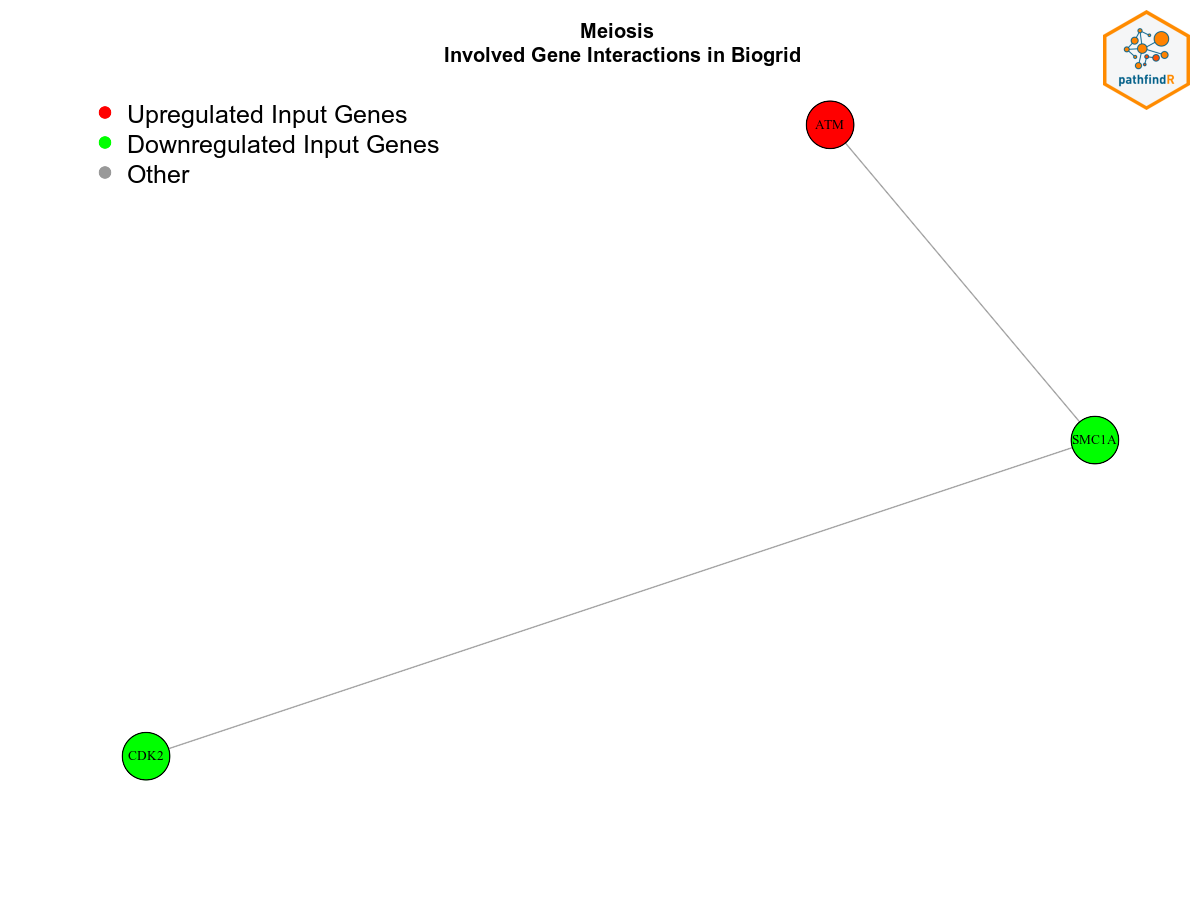 Meiosis
Involved Gene Interactions in Biogrid
pathfindR
Upregulated Input Genes
Downregulated Input Genes
Other
ATM
SMC1A
CDK2